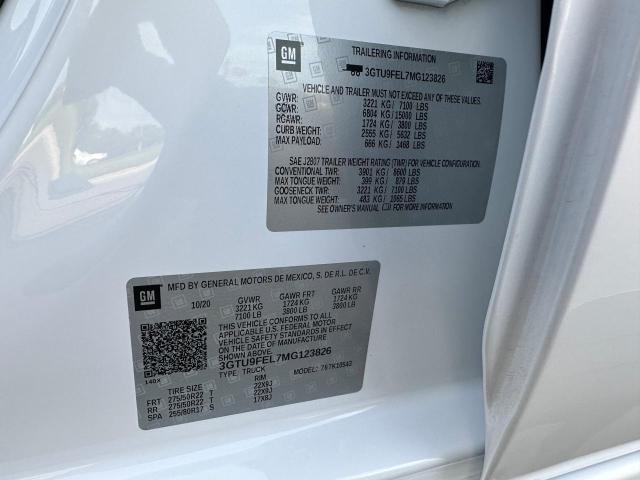 GM
TRAILERING INFORMATION
3GTU9FEL7MG123826
VEHICLE AND TRAILER MUST NOT EXCEED ANY OF THESE VALUES.
GVWR: 3221 KG / 7100 LBS
GCWR: 6804 KG / 15000 LBS
RGAWR: 1724 KG / 3800 LBS
CURB WEIGHT: 2555 KG / 5632 LBS
MAX PAYLOAD: 666 KG / 1468 LBS
SAE J2807 TRAILER WEIGHT RATING (TWR) FOR VEHICLE CONFIGURATION.
CONVENTIONAL TWR: 3901 KG / 8600 LBS
MAX TONGUE WEIGHT: 399 KG / 879 LBS
GOOSENECK TWR: 3221 KG / 7100 LBS
MAX TONGUE WEIGHT: 483 KG / 1065 LBS
SEE OWNER'S MANUAL FOR MORE INFORMATION
GM
MFD BY GENERAL MOTORS DE MEXICO, S. DE R.L. DE C.V.
10/20 GVWR GAWR FRT GAWR RR
3221 KG 1724 KG 1724 KG
7100 LB 3800 LB 3800 LB
THIS VEHICLE CONFORMS TO ALL
APPLICABLE U.S. FEDERAL MOTOR
VEHICLE SAFETY STANDARDS IN
EFFECT ON THE DATE OF MANUFACTURE
SHOWN ABOVE.
3GTU9FEL7MG123826
140X TYPE: TRUCK MODEL: T67TK10543
TIRE SIZE RIM
FRT 275/50R22 T 22X9J
RR 275/50R22 T 22X9J
SPA 255/80R17 S 17X8J